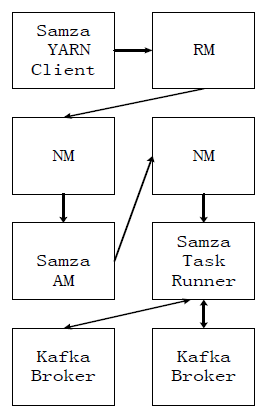 Samza
YARN
Client
RM
NM
NM
Samza
AM
Samza
Task
Runner
Kafka
Broker
Kafka
Broker